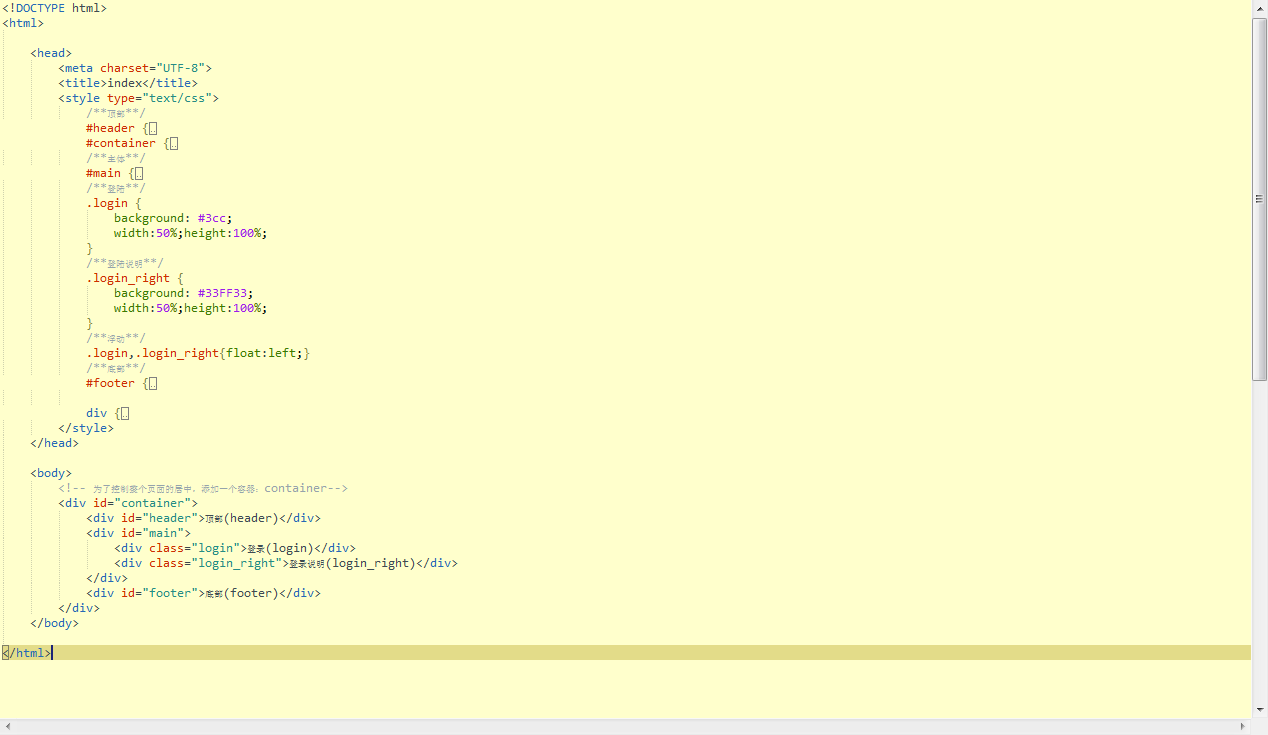 <!DOCTYPE html>
<html>
<head>
<meta charset="UTF-8">
<title>index</title>
<style type="text/css">
/**顶部**/
#header {…
#container {…
/**主体**/
#main {…
/**登陆**/
.login {
background: #3cc;
width:50%;height:100%;
}
/**登陆说明**/
.login_right {
background: #33FF33;
width:50%;height:100%;
}
/**浮动**/
.login,.login_right{float:left;}
/**底部**/
#footer {…
div {…
</style>
</head>
<body>
<!-- 为了控制整个页面的居中，添加一个容器：container-->
<div id="container">
<div id="header">顶部(header)</div>
<div id="main">
<div class="login">登录(login)</div>
<div class="login_right">登录说明(login_right)</div>
</div>
<div id="footer">底部(footer)</div>
</div>
</body>
</html>